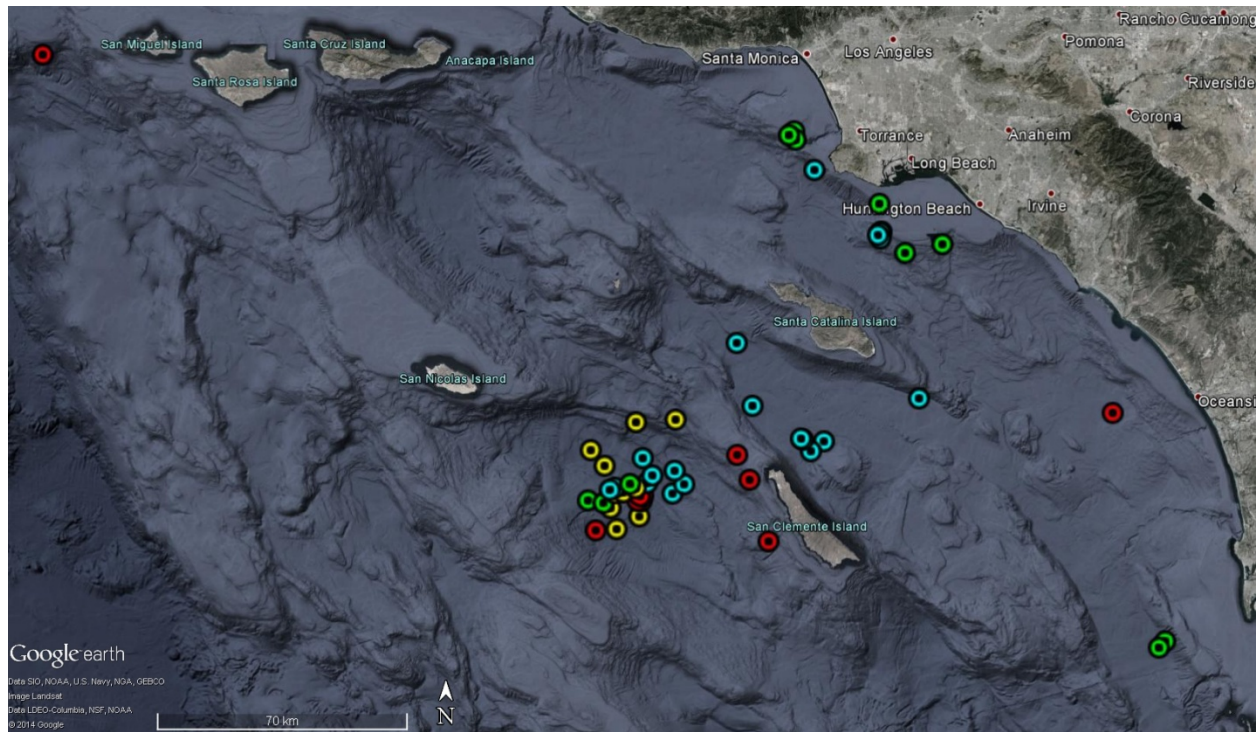 Rancho Cucamong
San Miguel Island
Santa Cruz Island
Anacapa Island
Santa Monica
Los Angeles
Pomona
Santa Rosa Island
Riverside
Corona
Torrance
Anaheim
Long Beach
Huntington Beach
Irvine
Santa Catalina Island
San Nicolas Island
Oceansi
San Clemente Island
Google earth
Data SIO, NOAA, U.S. Navy, NGA, GEBCO
Image Landsat
Data LDEO-Columbia, NSF, NOAA
© 2014 Google
N
70 km